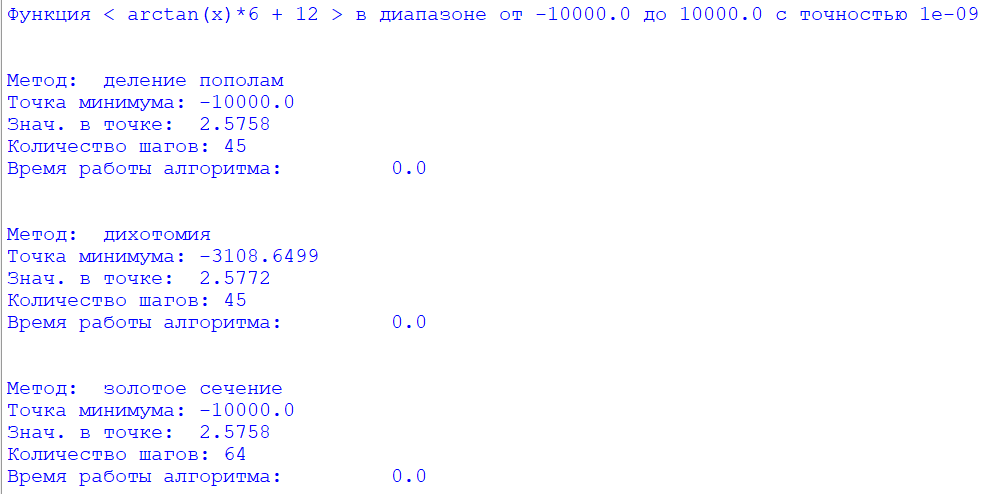 Функция < arctan(x)*6 + 12 > в диапазоне от -10000.0 до 10000.0 с точностью 1e-09
Метод:  деление пополам
Точка минимума: -10000.0
Знач. в точке:  2.5758
Количество шагов: 45
Время работы алгоритма:         0.0
Метод:  дихотомия
Точка минимума: -3108.6499
Знач. в точке:  2.5772
Количество шагов: 45
Время работы алгоритма:         0.0
Метод:  золотое сечение
Точка минимума: -10000.0
Знач. в точке:  2.5758
Количество шагов: 64
Время работы алгоритма:         0.0